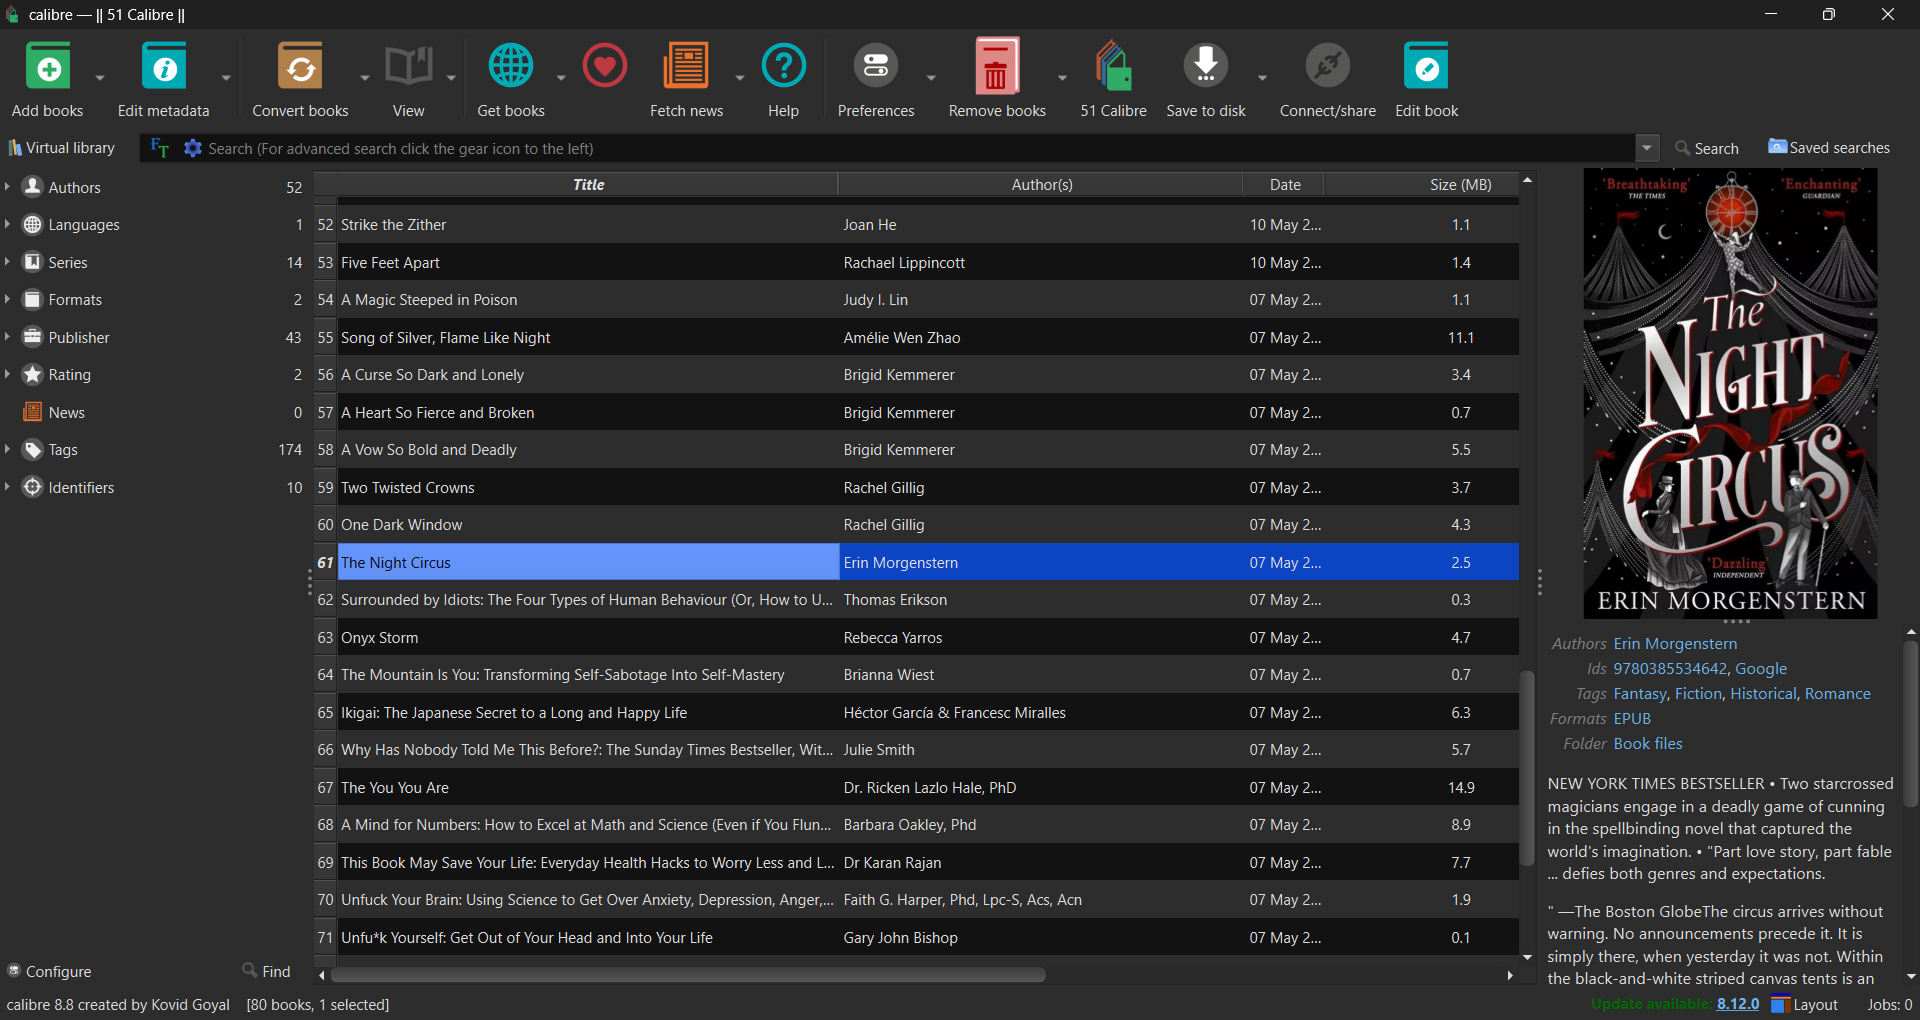 calibre — || 51 Calibre ||
Add books
Edit metadata
Convert books
View
Get books
Fetch news
Help
Preferences
Remove books
51 Calibre
Save to disk
Connect/share
Edit book
Virtual library
FT
Search (For advanced search click the gear icon to the left)
Search
Saved searches
Authors 52
Languages 1
Series 14
Formats 2
Publisher 43
Rating 2
News 0
Tags 174
Identifiers 10
Configure
Find
Title Author(s) Date Size (MB)
52 Strike the Zither Joan He 10 May 2... 1.1
53 Five Feet Apart Rachael Lippincott 10 May 2... 1.4
54 A Magic Steeped in Poison Judy I. Lin 07 May 2... 1.1
55 Song of Silver, Flame Like Night Amélie Wen Zhao 07 May 2... 11.1
56 A Curse So Dark and Lonely Brigid Kemmerer 07 May 2... 3.4
57 A Heart So Fierce and Broken Brigid Kemmerer 07 May 2... 0.7
58 A Vow So Bold and Deadly Brigid Kemmerer 07 May 2... 5.5
59 Two Twisted Crowns Rachel Gillig 07 May 2... 3.7
60 One Dark Window Rachel Gillig 07 May 2... 4.3
61 The Night Circus Erin Morgenstern 07 May 2... 2.5
62 Surrounded by Idiots: The Four Types of Human Behaviour (Or, How to U... Thomas Erikson 07 May 2... 0.3
63 Onyx Storm Rebecca Yarros 07 May 2... 4.7
64 The Mountain Is You: Transforming Self-Sabotage Into Self-Mastery Brianna Wiest 07 May 2... 0.7
65 Ikigai: The Japanese Secret to a Long and Happy Life Héctor García & Francesc Miralles 07 May 2... 6.3
66 Why Has Nobody Told Me This Before?: The Sunday Times Bestseller, Wit... Julie Smith 07 May 2... 5.7
67 The You You Are Dr. Ricken Lazlo Hale, PhD 07 May 2... 14.9
68 A Mind for Numbers: How to Excel at Math and Science (Even if You Flun... Barbara Oakley, Phd 07 May 2... 8.9
69 This Book May Save Your Life: Everyday Health Hacks to Worry Less and L... Dr Karan Rajan 07 May 2... 7.7
70 Unfuck Your Brain: Using Science to Get Over Anxiety, Depression, Anger,... Faith G. Harper, Phd, Lpc-S, Acs, Acn 07 May 2... 1.9
71 Unfu*k Yourself: Get Out of Your Head and Into Your Life Gary John Bishop 07 May 2... 0.1
'Breathtaking'
THE TIMES
'Enchanting'
GUARDIAN
The
NIGHT
CIRCUS
'Dazzling'
INDEPENDENT
ERIN MORGENSTERN
Authors Erin Morgenstern
Ids 9780385534642, Google
Tags Fantasy, Fiction, Historical, Romance
Formats EPUB
Folder Book files
NEW YORK TIMES BESTSELLER • Two starcrossed
magicians engage in a deadly game of cunning
in the spellbinding novel that captured the
world's imagination. • "Part love story, part fable
... defies both genres and expectations.
" —The Boston GlobeThe circus arrives without
warning. No announcements precede it. It is
simply there, when yesterday it was not. Within
the black-and-white striped canvas tents is an
calibre 8.8 created by Kovid Goyal [80 books, 1 selected]
Update available: 8.12.0
Layout
Jobs: 0